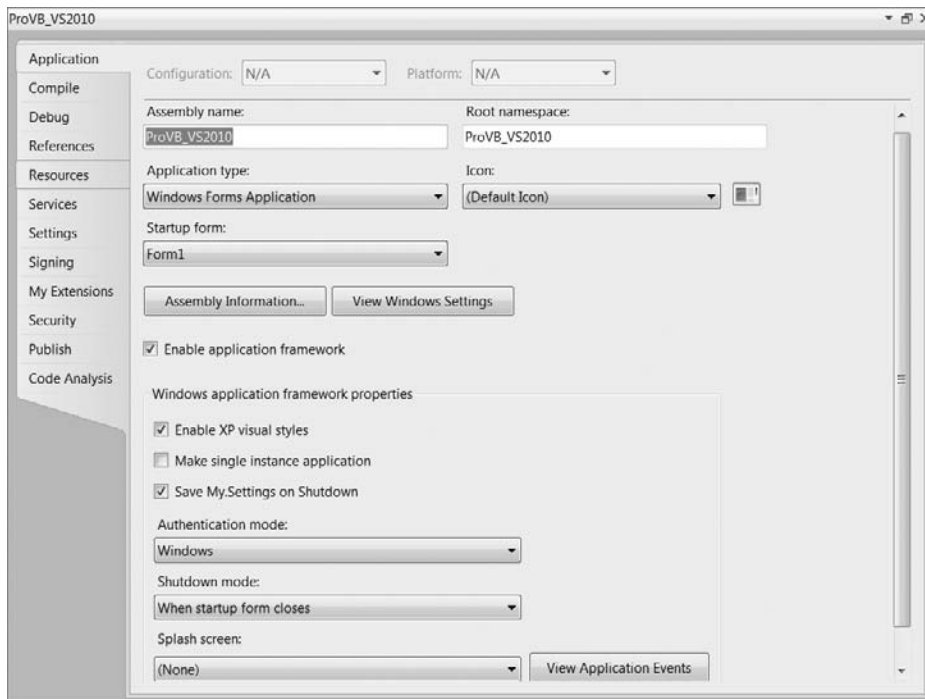 ProVB_VS2010
Application
Compile
Debug
References
Resources
Services
Settings
Signing
My Extensions
Security
Publish
Code Analysis
Configuration: N/A Platform: N/A
Assembly name: Root namespace:
ProVB_VS2010 ProVB_VS2010
Application type: Icon:
Windows Forms Application (Default Icon)
Startup form:
Form1
Assembly Information... View Windows Settings
Enable application framework
Windows application framework properties
Enable XP visual styles
Make single instance application
Save My.Settings on Shutdown
Authentication mode:
Windows
Shutdown mode:
When startup form closes
Splash screen:
(None) View Application Events